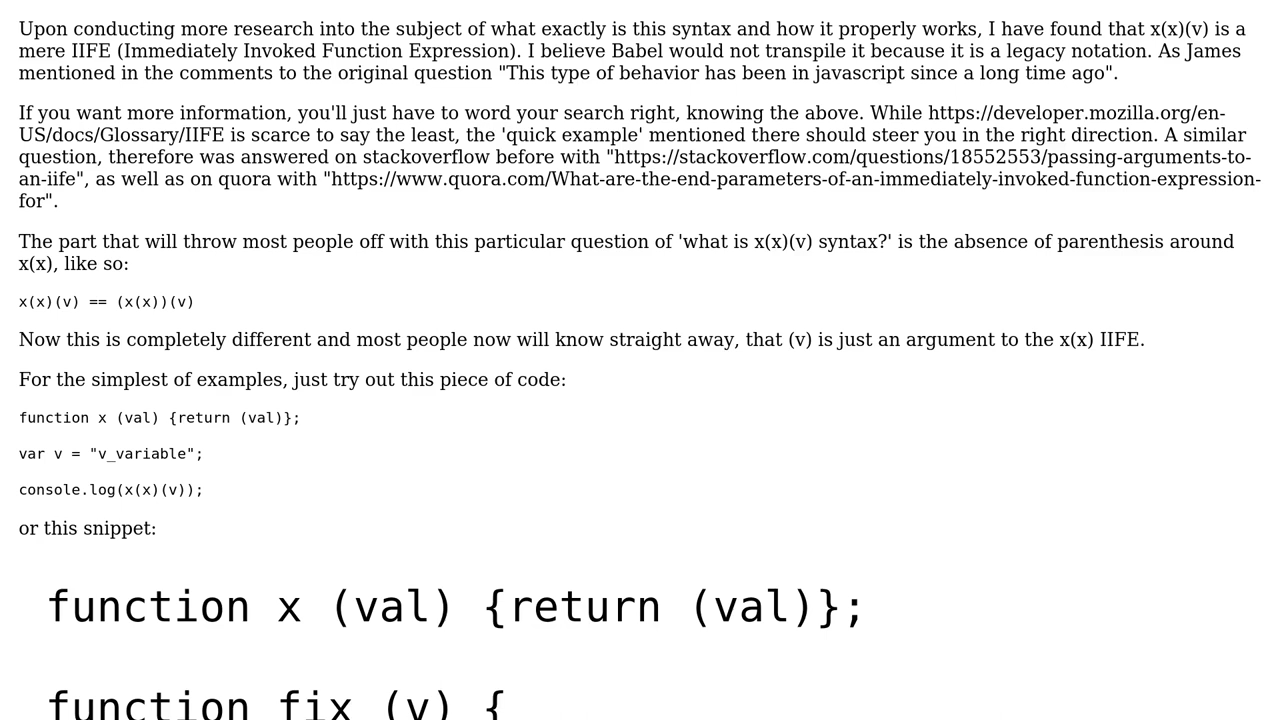 Upon conducting more research into the subject of what exactly is this syntax and how it properly works, I have found that x(x)(v) is a
mere IIFE (Immediately Invoked Function Expression). I believe Babel would not transpile it because it is a legacy notation. As James
mentioned in the comments to the original question "This type of behavior has been in javascript since a long time ago".
If you want more information, you'll just have to word your search right, knowing the above. While https://developer.mozilla.org/en-
US/docs/Glossary/IIFE is scarce to say the least, the 'quick example' mentioned there should steer you in the right direction. A similar
question, therefore was answered on stackoverflow before with "https://stackoverflow.com/questions/18552553/passing-arguments-to-
an-iife", as well as on quora with "https://www.quora.com/What-are-the-end-parameters-of-an-immediately-invoked-function-expression-
for".
The part that will throw most people off with this particular question of 'what is x(x)(v) syntax?' is the absence of parenthesis around
x(x), like so:
x(x)(v) == (x(x))(v)
Now this is completely different and most people now will know straight away, that (v) is just an argument to the x(x) IIFE.
For the simplest of examples, just try out this piece of code:
function x (val) {return (val)};
var v = "v_variable";
console.log(x(x)(v));
or this snippet:
function x (val) {return (val)};
function fix (v) {